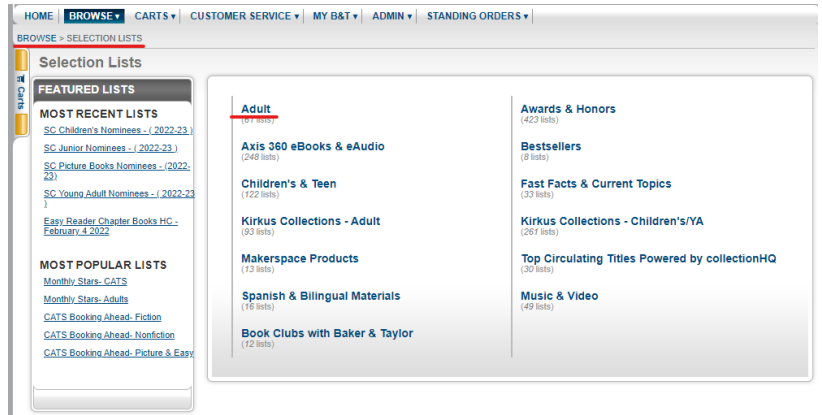 HOME BROWSE CARTS CUSTOMER SERVICE MY B&T ADMIN STANDING ORDERS
BROWSE > SELECTION LISTS
Selection Lists
Carts
FEATURED LISTS
MOST RECENT LISTS
SC Children's Nominees - ( 2022-23 )
SC Junior Nominees - ( 2022-23 )
SC Picture Books Nominees - (2022-
23)
SC Young Adult Nominees - ( 2022-23
)
Easy Reader Chapter Books HC -
February 4 2022
MOST POPULAR LISTS
Monthly Stars- CATS
Monthly Stars- Adults
CATS Booking Ahead- Fiction
CATS Booking Ahead- Nonfiction
CATS Booking Ahead- Picture & Easy
Adult
(67 lists)
Axis 360 eBooks & eAudio
(248 lists)
Children's & Teen
(122 lists)
Kirkus Collections - Adult
(93 lists)
Makerspace Products
(13 lists)
Spanish & Bilingual Materials
(16 lists)
Book Clubs with Baker & Taylor
(12 lists)
Awards & Honors
(423 lists)
Bestsellers
(8 lists)
Fast Facts & Current Topics
(33 lists)
Kirkus Collections - Children's/YA
(261 lists)
Top Circulating Titles Powered by collectionHQ
(30 lists)
Music & Video
(49 lists)